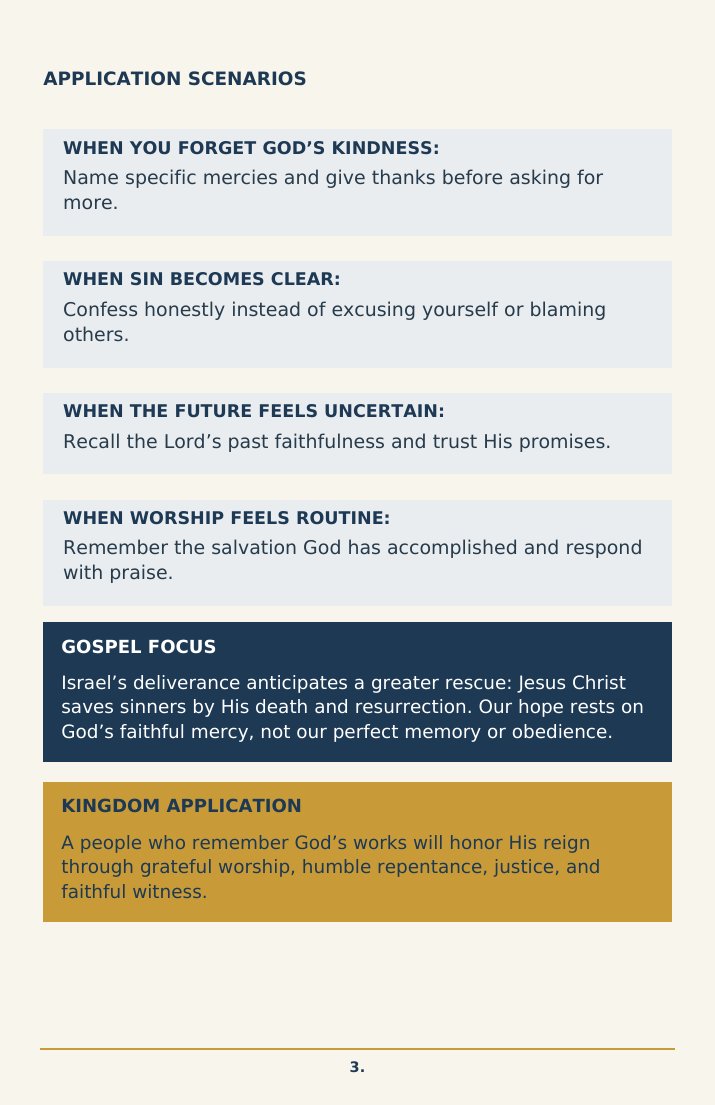 APPLICATION SCENARIOS
WHEN YOU FORGET GOD’S KINDNESS:
Name specific mercies and give thanks before asking for
more.
WHEN SIN BECOMES CLEAR:
Confess honestly instead of excusing yourself or blaming
others.
WHEN THE FUTURE FEELS UNCERTAIN:
Recall the Lord’s past faithfulness and trust His promises.
WHEN WORSHIP FEELS ROUTINE:
Remember the salvation God has accomplished and respond
with praise.
GOSPEL FOCUS
Israel’s deliverance anticipates a greater rescue: Jesus Christ
saves sinners by His death and resurrection. Our hope rests on
God’s faithful mercy, not our perfect memory or obedience.
KINGDOM APPLICATION
A people who remember God’s works will honor His reign
through grateful worship, humble repentance, justice, and
faithful witness.
3.